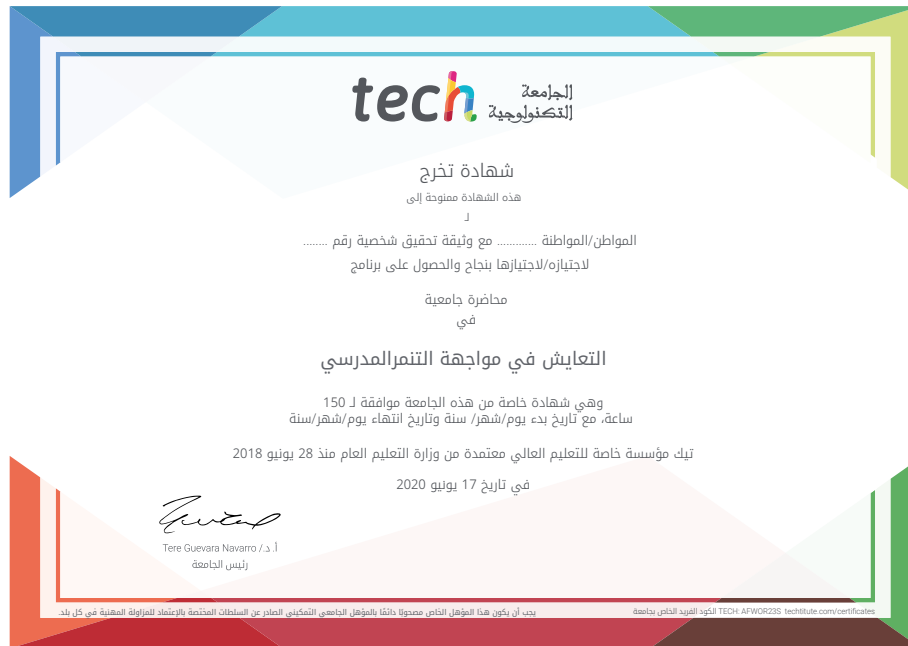 tech الجامعة
التكنولوجية
شهادة تخرج
هذه الشهادة ممنوحة إلى
لـ
المواطن/المواطنة ............ مع وثيقة تحقيق شخصية رقم ........
لاجتيازه/لاجتيازها بنجاح والحصول على برنامج
محاضرة جامعية
في
التعايش في مواجهة التنمرالمدرسي
وهي شهادة خاصة من هذه الجامعة موافقة لـ 150
ساعة، مع تاريخ بدء يوم/شهر/ سنة وتاريخ انتهاء يوم/شهر/سنة
تيك مؤسسة خاصة للتعليم العالي معتمدة من وزارة التعليم العام منذ 28 يونيو 2018
في تاريخ 17 يونيو 2020
أ. د./ Tere Guevara Navarro
رئيس الجامعة
يجب أن يكون هذا المؤهل الخاص مصحوبًا دائمًا بالمؤهل الجامعي التمكيني الصادر عن السلطات المختصة بالإعتماد للمزاولة المهنية في كل بلد.
الكود الفريد الخاص بجامعة TECH: AFWOR23S techtitute.com/certificates